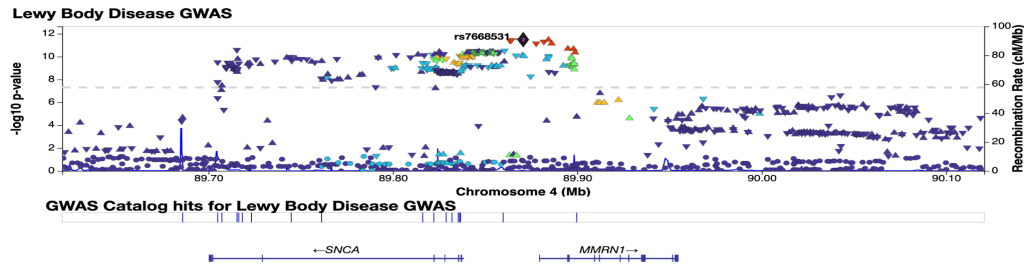 Lewy Body Disease GWAS
12
10
8
6
4
2
0
-log10 p-value
rs7668531
100
80
60
40
20
0
Recombination Rate (cM/Mb)
89.70
89.80
89.90
90.00
90.10
Chromosome 4 (Mb)
GWAS Catalog hits for Lewy Body Disease GWAS
←SNCA
MMRN1→